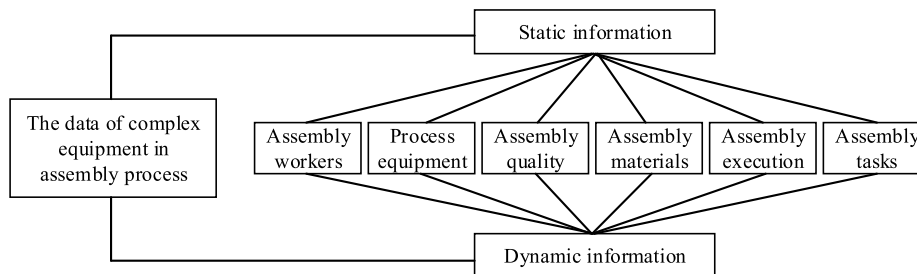 Static information
The data of complex
equipment in
assembly process
Assembly
workers
Process
equipment
Assembly
quality
Assembly
materials
Assembly
execution
Assembly
tasks
Dynamic information